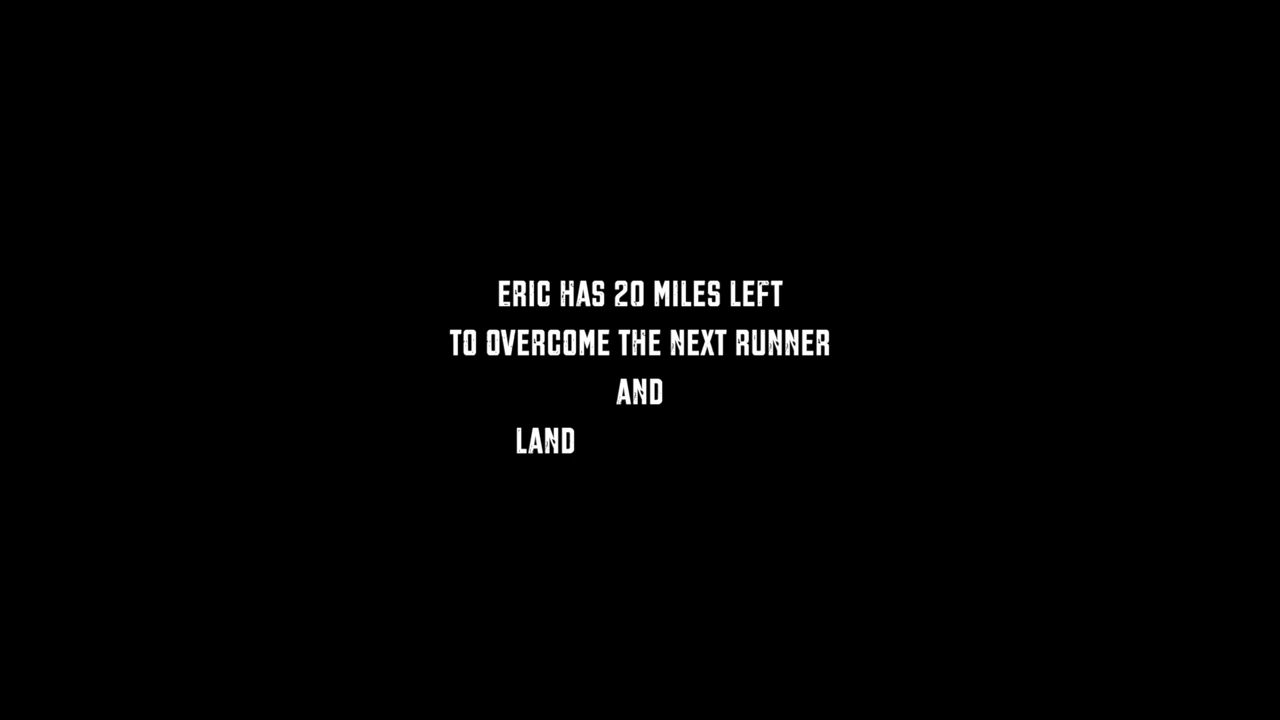 ERIC HAS 20 MILES LEFT
TO OVERCOME THE NEXT RUNNER
AND
LAND